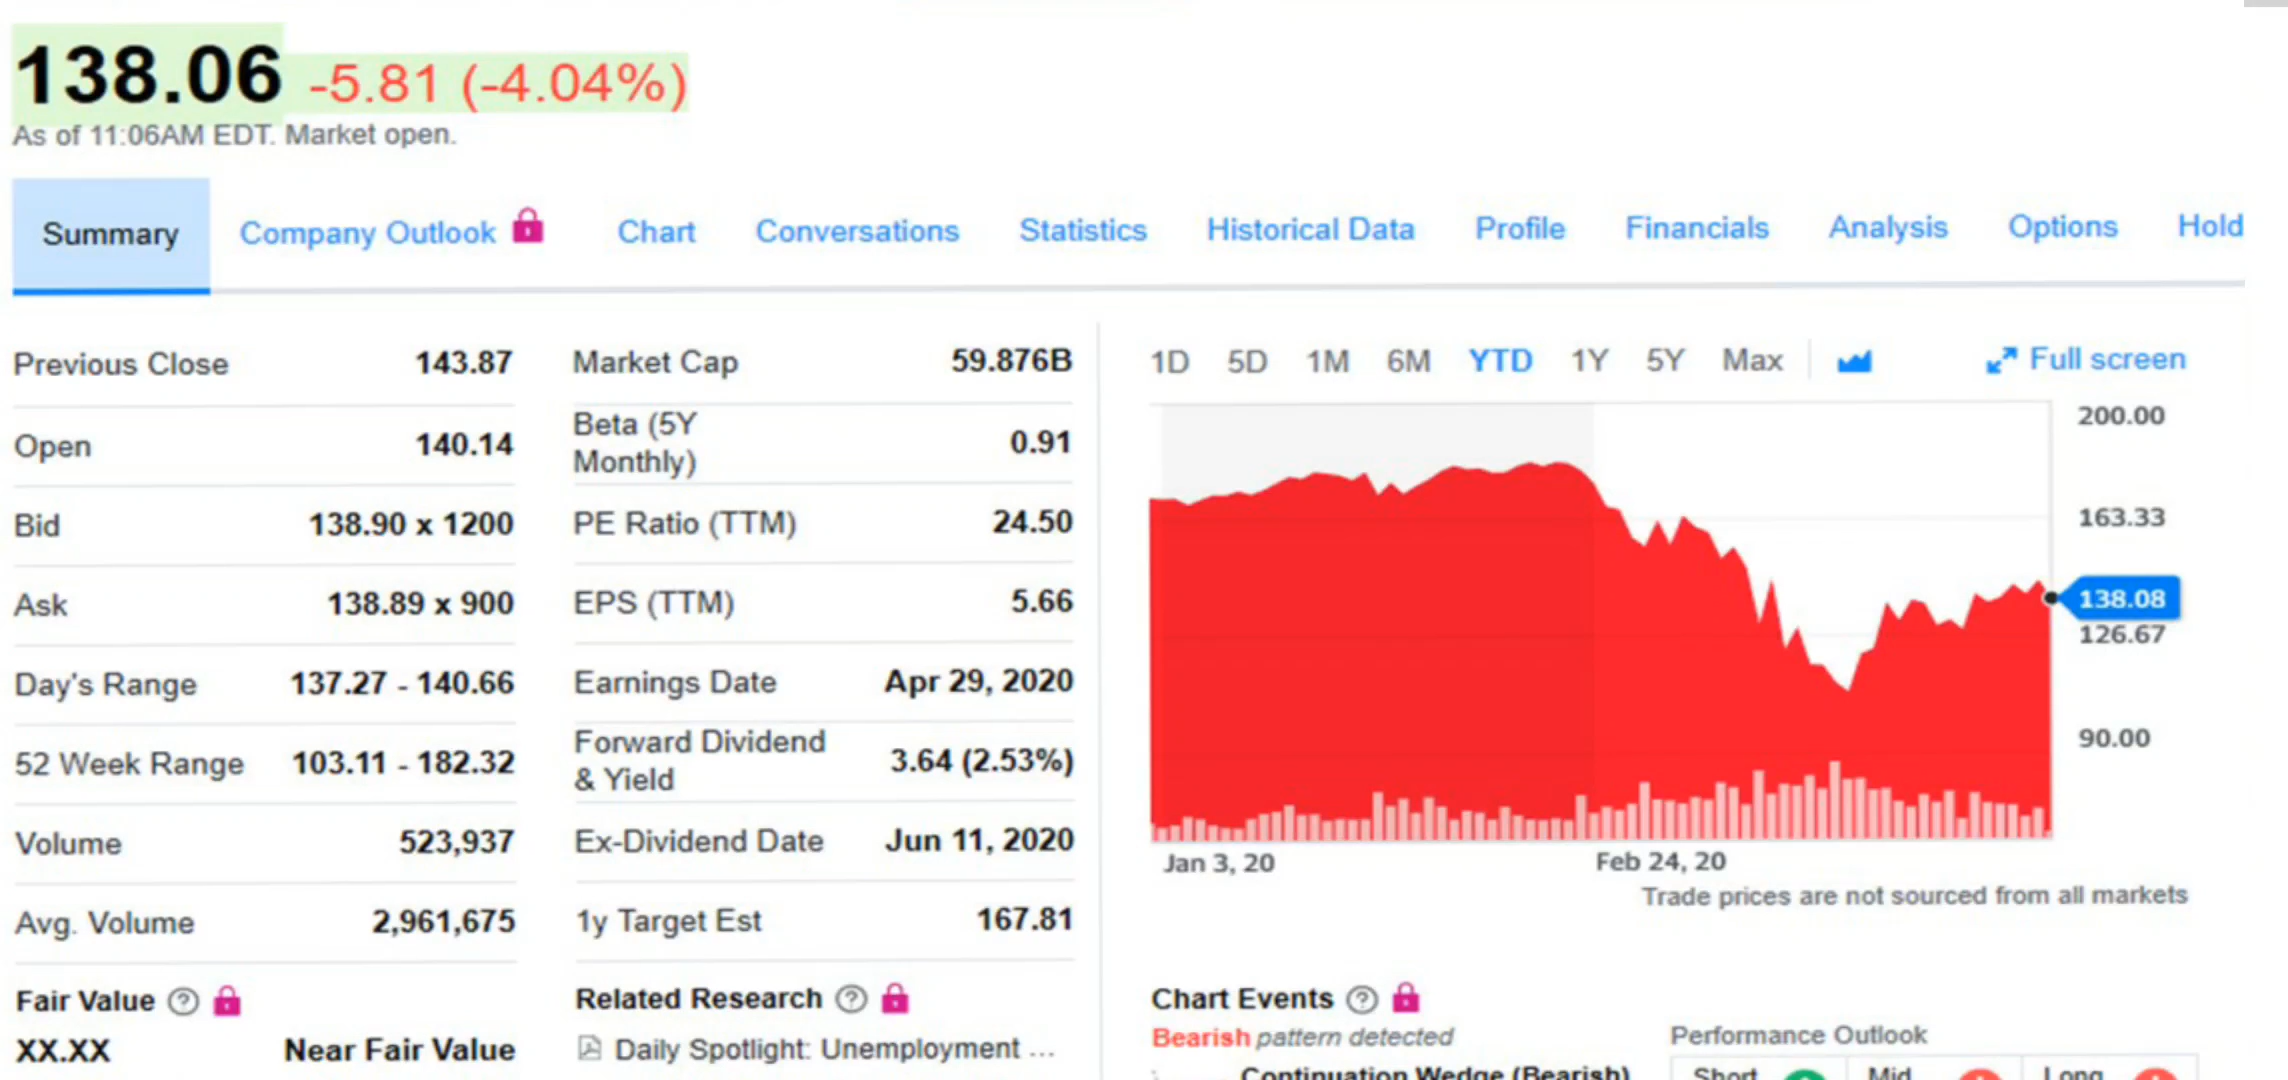 138.06 -5.81 (-4.04%)
As of 11:06AM EDT. Market open.
Summary Company Outlook Chart Conversations Statistics Historical Data Profile Financials Analysis Options Hold
Previous Close 143.87
Open 140.14
Bid 138.90 x 1200
Ask 138.89 x 900
Day's Range 137.27 - 140.66
52 Week Range 103.11 - 182.32
Volume 523,937
Avg. Volume 2,961,675
Fair Value ?
XX.XX Near Fair Value
Market Cap 59.876B
Beta (5Y
Monthly) 0.91
PE Ratio (TTM) 24.50
EPS (TTM) 5.66
Earnings Date Apr 29, 2020
Forward Dividend
& Yield 3.64 (2.53%)
Ex-Dividend Date Jun 11, 2020
1y Target Est 167.81
Related Research ?
Daily Spotlight: Unemployment ...
1D 5D 1M 6M YTD 1Y 5Y Max Full screen
200.00
163.33
138.08
126.67
90.00
Jan 3, 20 Feb 24, 20
Trade prices are not sourced from all markets
Chart Events ?
Bearish pattern detected
Continuation Wedge (Bearish)
Performance Outlook
Short Mid Long